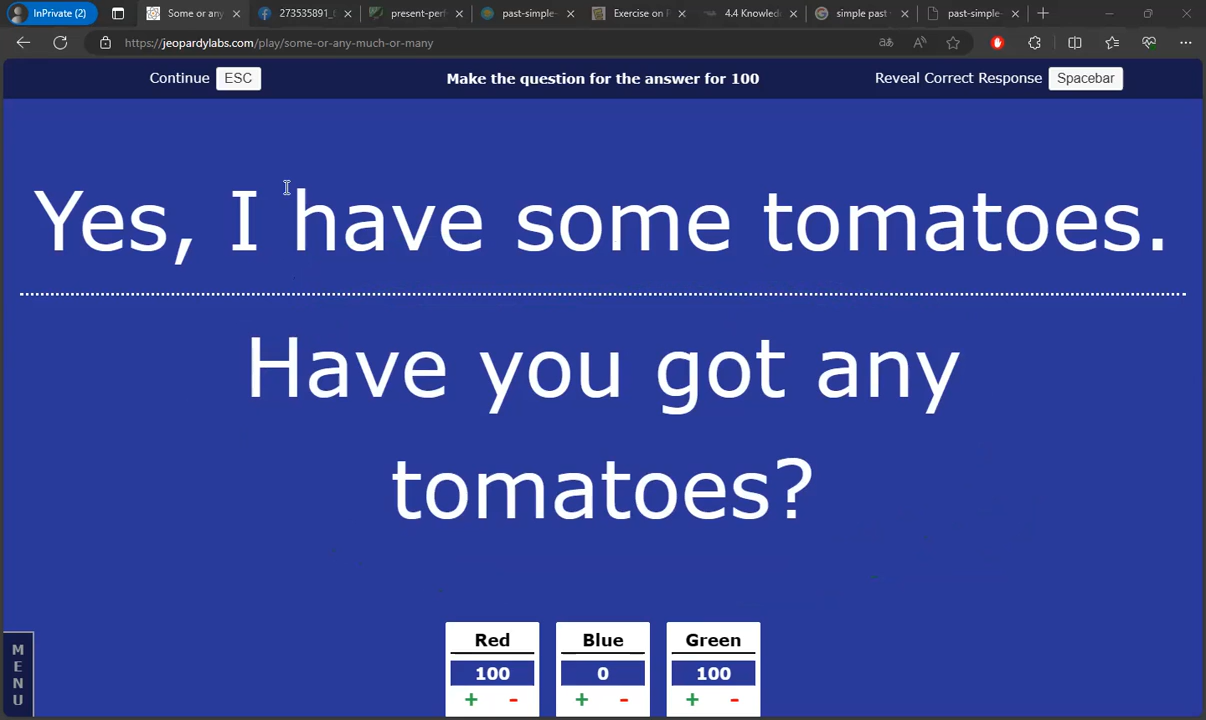 InPrivate (2)
Some or any
273535891_
present-per
past-simple-
Exercise on
4.4 Knowled
simple past
past-simple-
https://jeopardylabs.com/play/some-or-any-much-or-many
Continue ESC
Make the question for the answer for 100
Reveal Correct Response Spacebar
Yes, I have some tomatoes.
Have you got any
tomatoes?
Red Blue Green
100 0 100
+ - + - + -
MENU